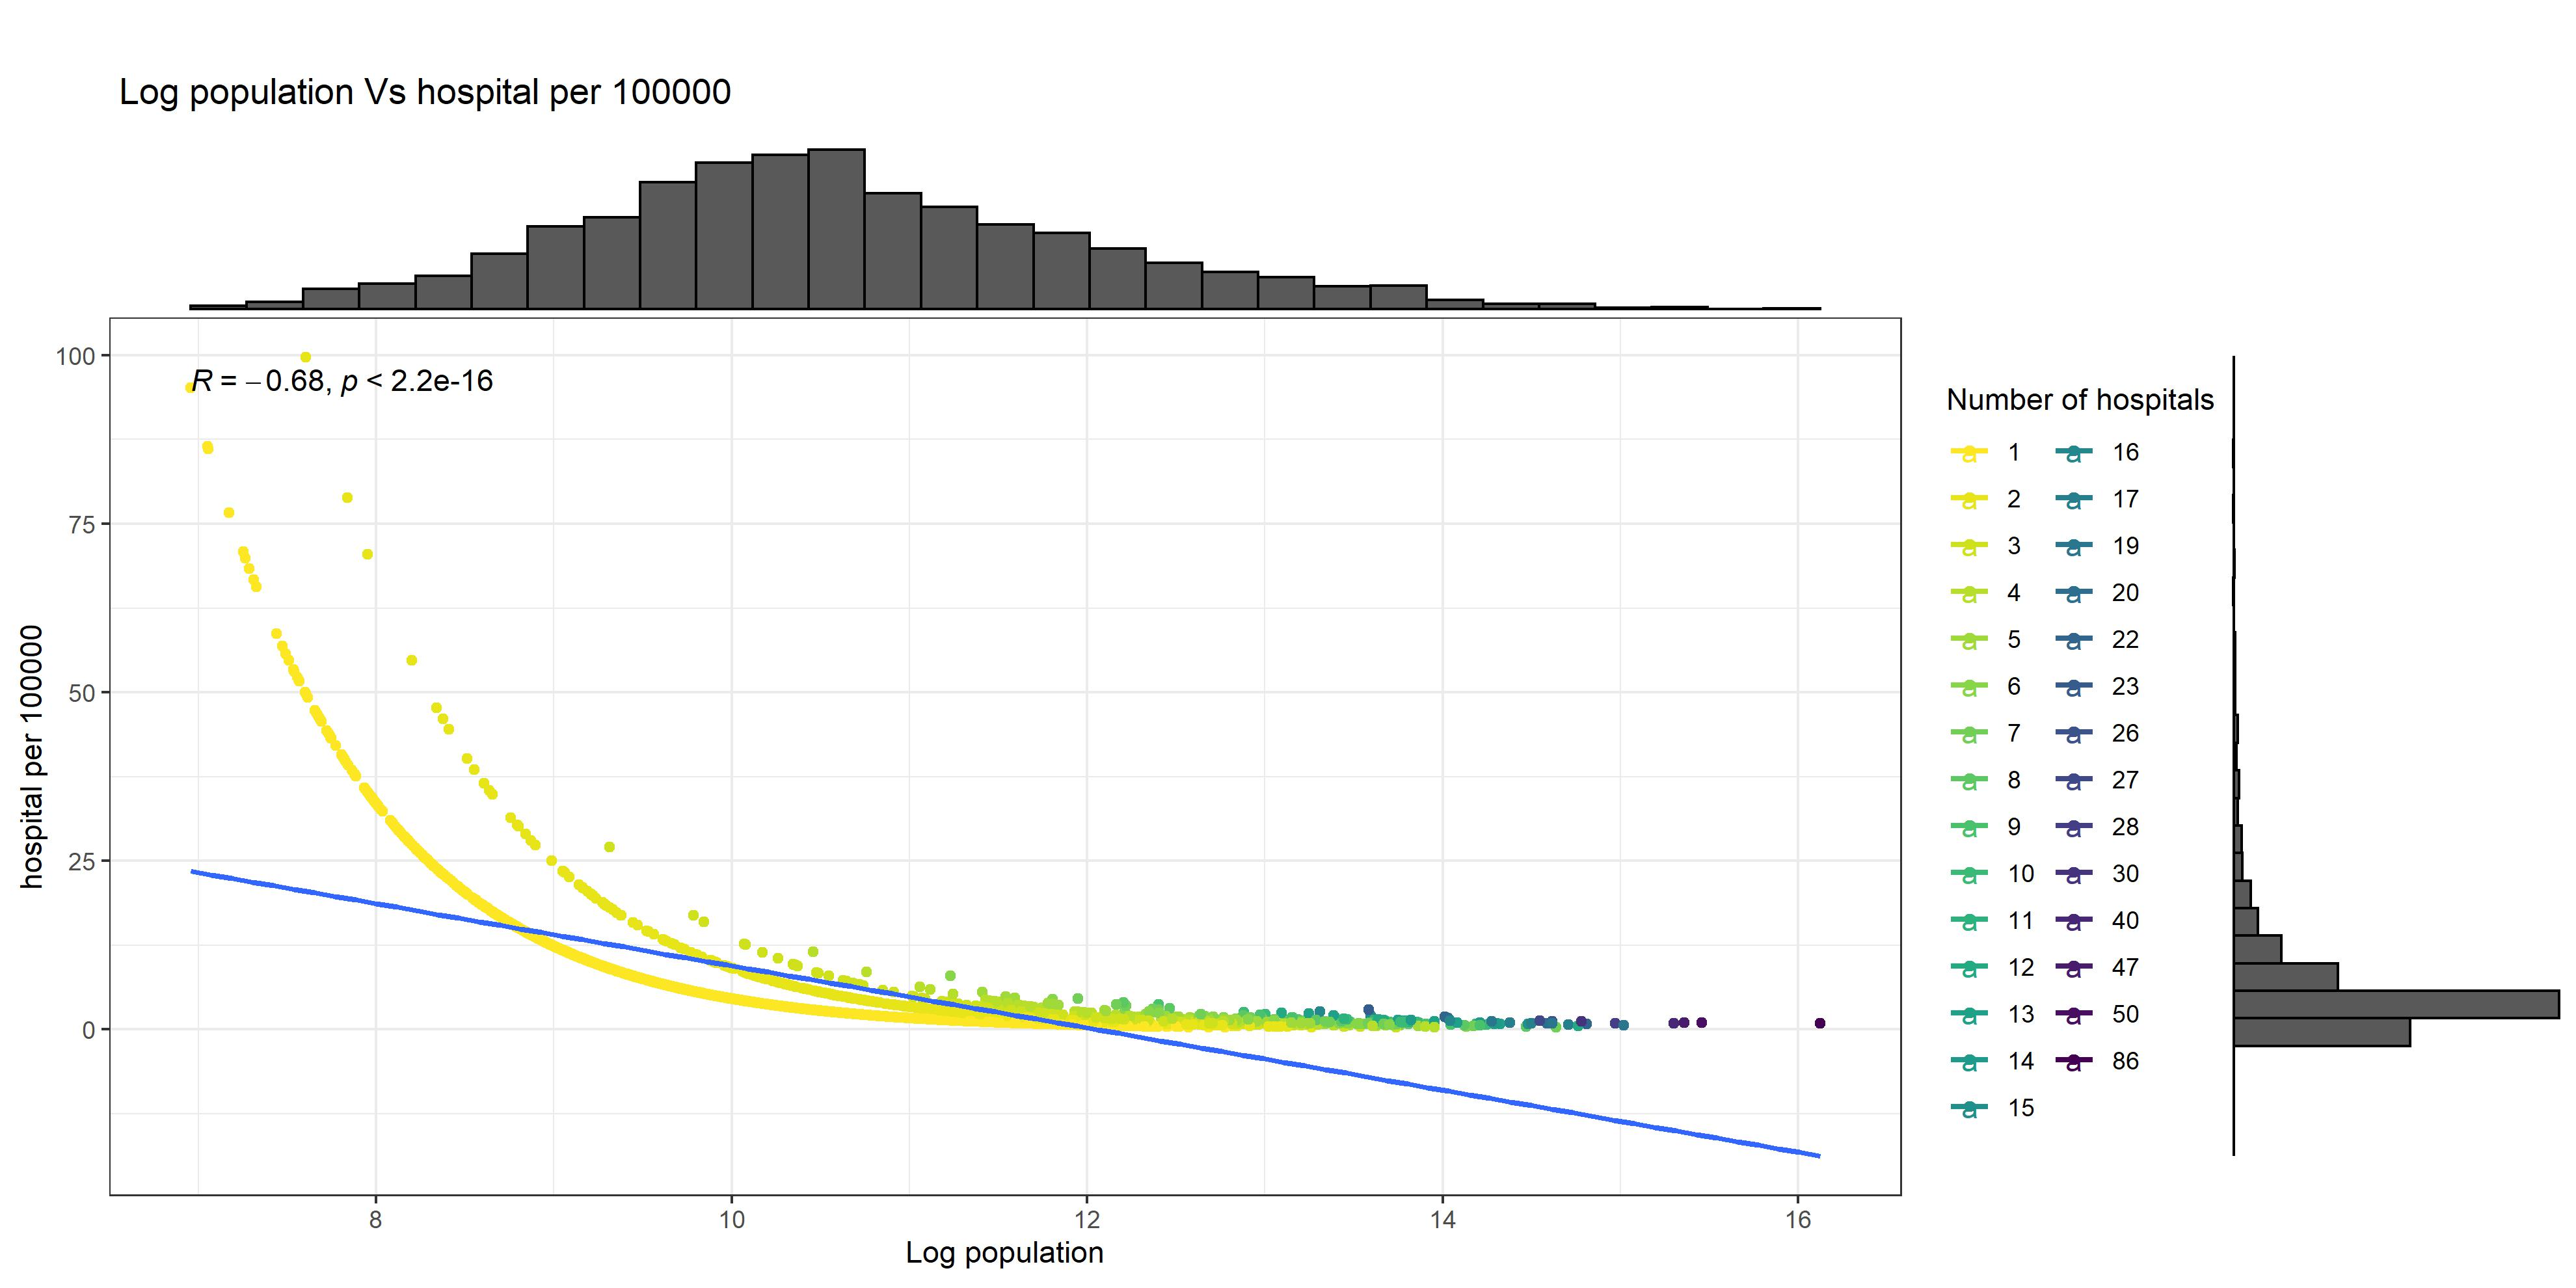 Log population Vs hospital per 100000
R = −0.68, p < 2.2e-16
100
75
50
25
0
hospital per 100000
8 10 12 14 16
Log population
Number of hospitals
a 1 a 16
a 2 a 17
a 3 a 19
a 4 a 20
a 5 a 22
a 6 a 23
a 7 a 26
a 8 a 27
a 9 a 28
a 10 a 30
a 11 a 40
a 12 a 47
a 13 a 50
a 14 a 86
a 15